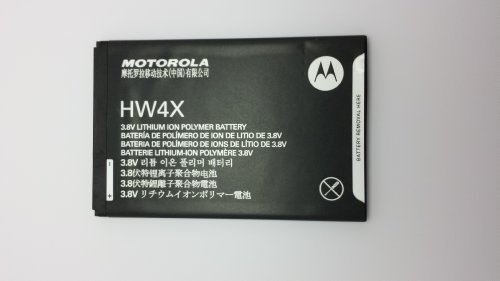 MOTOROLA
摩托罗拉移动技术(中国)有限公司
HW4X
3.8V LITHIUM ION POLYMER BATTERY
BATERÍA DE POLÍMERO DE ION DE LITIO DE 3.8V
BATERIA DE POLÍMERO DE IONS DE LÍTIO DE 3.8V
BATTERIE LITHIUM-ION POLYMÈRE 3.8V
3.8V 리튬 이온 폴리머 배터리
3.8伏特锂离子聚合物电池
3.8伏特鋰離子聚合物電池
3.8V リチウムイオンポリマー電池
BATTERY REMOVAL HERE